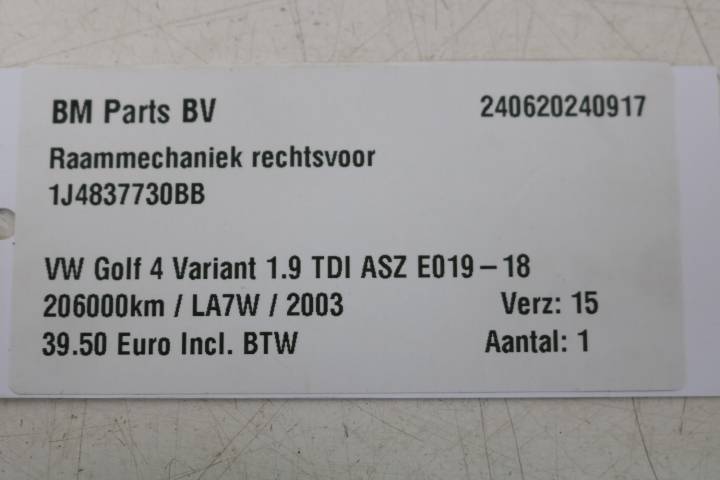 BM Parts BV 240620240917
Raammechaniek rechtsvoor
1J4837730BB
VW Golf 4 Variant 1.9 TDI ASZ E019-18
206000km / LA7W / 2003 Verz: 15
39.50 Euro Incl. BTW Aantal: 1